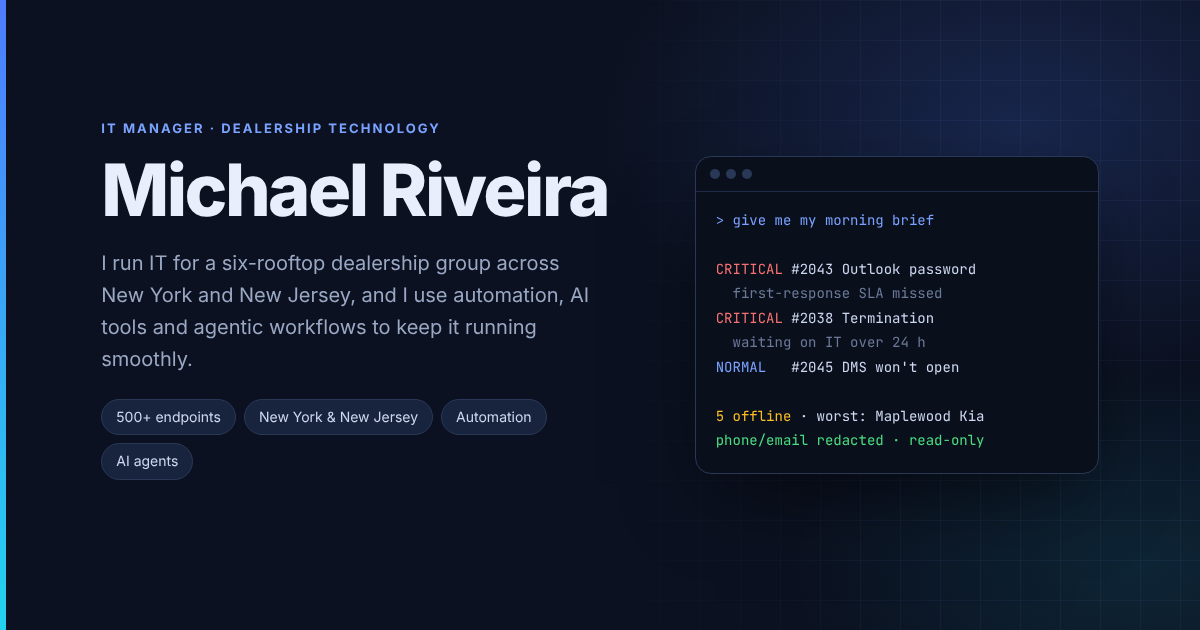 IT MANAGER · DEALERSHIP TECHNOLOGY
Michael Riveira
I run IT for a six-rooftop dealership group across
New York and New Jersey, and I use automation, AI
tools and agentic workflows to keep it running
smoothly.
500+ endpoints
New York & New Jersey
Automation
AI agents
> give me my morning brief
CRITICAL #2043 Outlook password
first-response SLA missed
CRITICAL #2038 Termination
waiting on IT over 24 h
NORMAL #2045 DMS won't open
5 offline · worst: Maplewood Kia
phone/email redacted · read-only